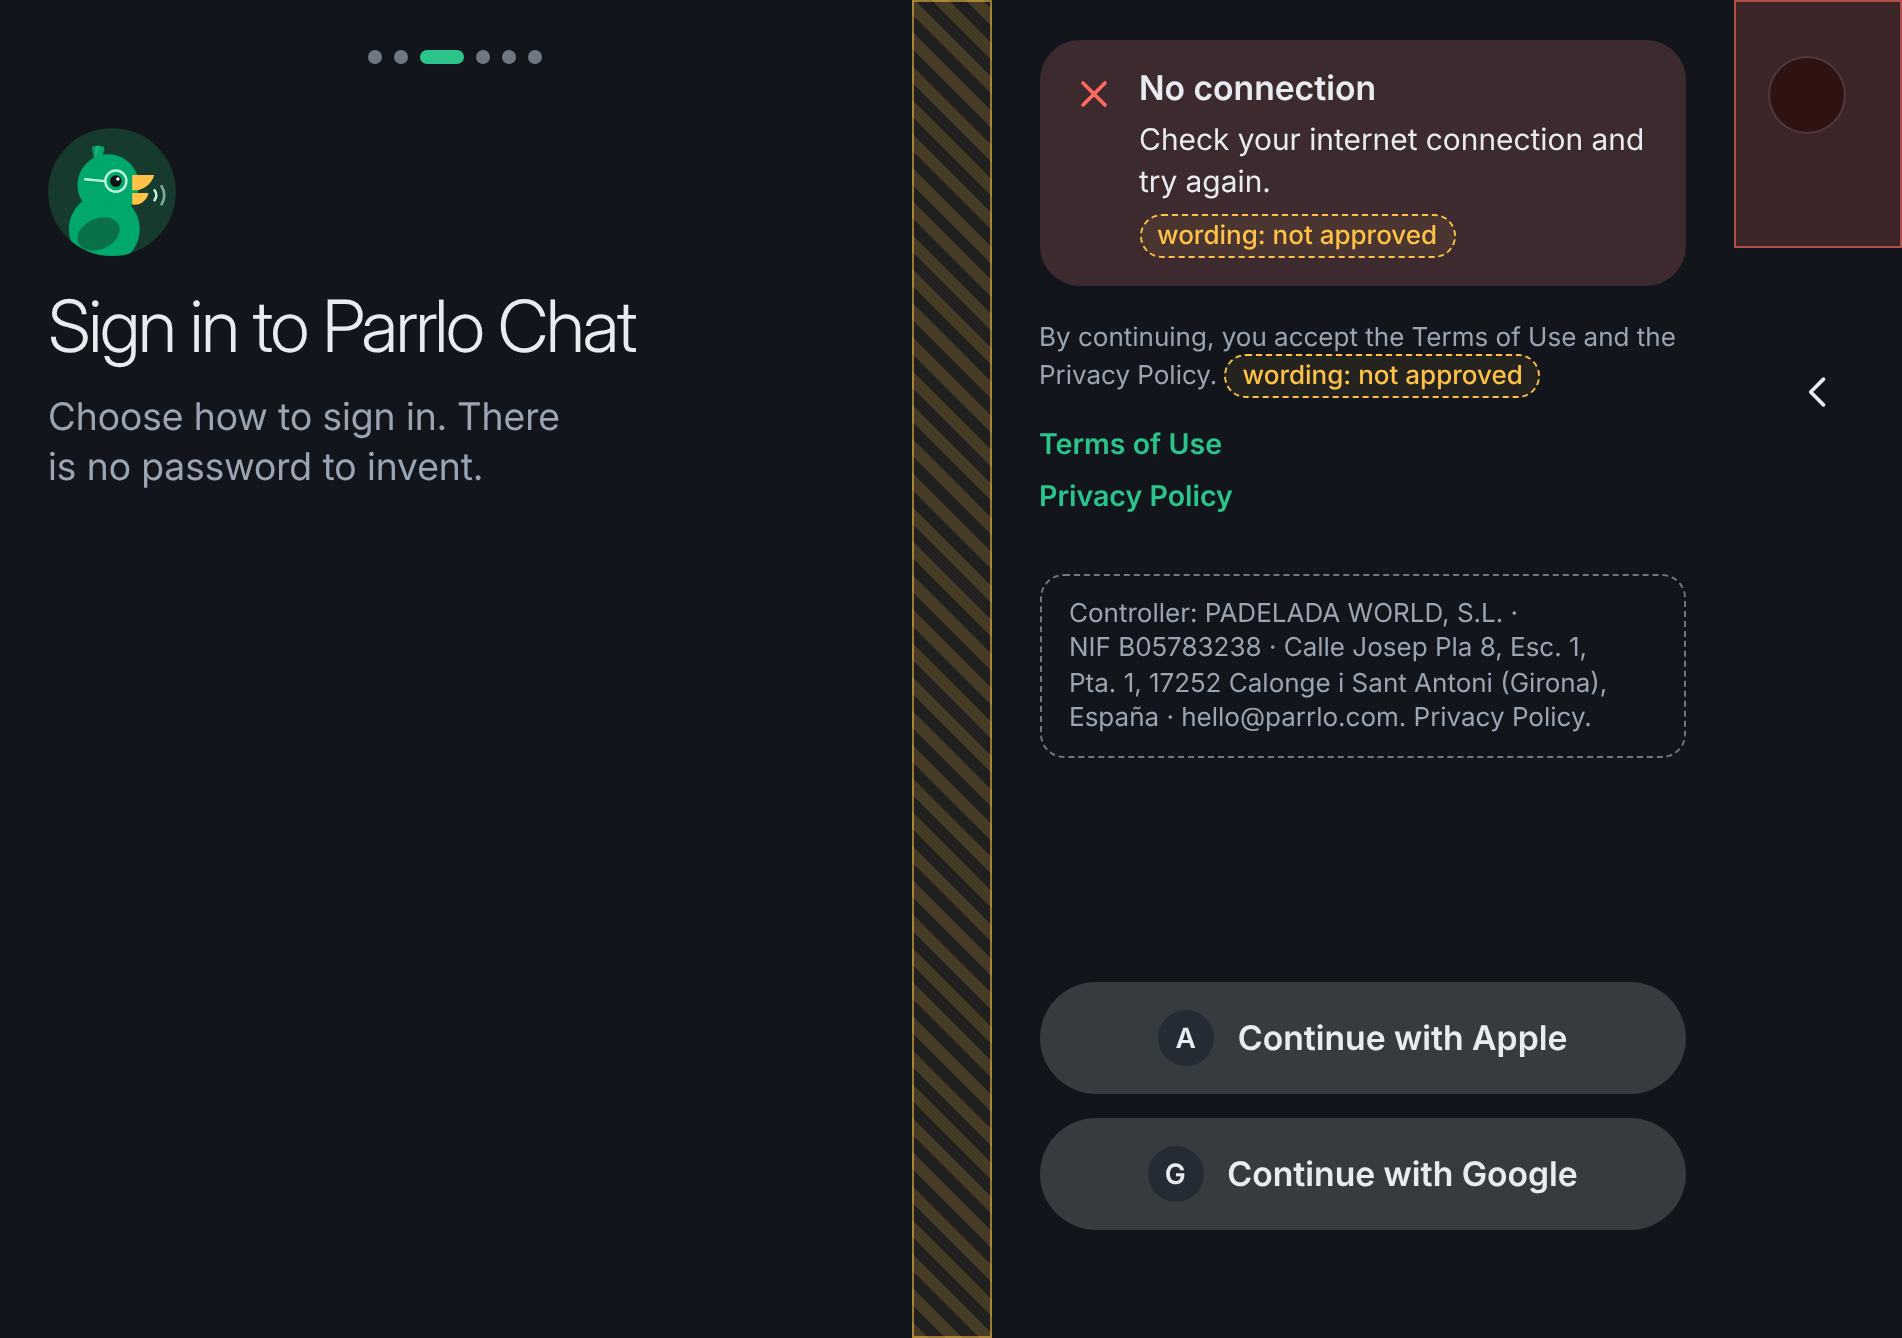 Sign in to Parrlo Chat
Choose how to sign in. There
is no password to invent.
No connection
Check your internet connection and
try again.
wording: not approved
By continuing, you accept the Terms of Use and the
Privacy Policy. wording: not approved
Terms of Use
Privacy Policy
Controller: PADELADA WORLD, S.L. ·
NIF B05783238 · Calle Josep Pla 8, Esc. 1,
Pta. 1, 17252 Calonge i Sant Antoni (Girona),
España · hello@parrlo.com. Privacy Policy.
A Continue with Apple
G Continue with Google